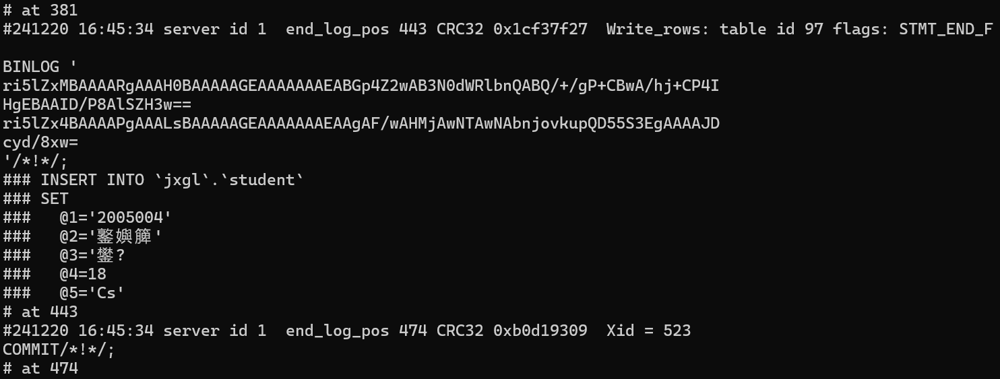 # at 381
#241220 16:45:34 server id 1  end_log_pos 443 CRC32 0x1cf37f27  Write_rows: table id 97 flags: STMT_END_F
BINLOG '
ri5lZxMBAAAARgAAAH0BAAAAAGEAAAAAAAEABGp4Z2wAB3N0dWRlbnQABQ/+/gP+CBwA/hj+CP4I
HgEBAAID/P8AlSZH3w==
ri5lZx4BAAAAPgAAALsBAAAAAGEAAAAAAAEAAgAF/wAHMjAwNTAwNAbnjovkupQD55S3EgAAAAJD
cyd/8xw=
'/*!*/;
### INSERT INTO `jxgl`.`student`
### SET
###   @1='2005004'
###   @2='鐜嬩簲'
###   @3='鐢?
###   @4=18
###   @5='Cs'
# at 443
#241220 16:45:34 server id 1  end_log_pos 474 CRC32 0xb0d19309  Xid = 523
COMMIT/*!*/;
# at 474